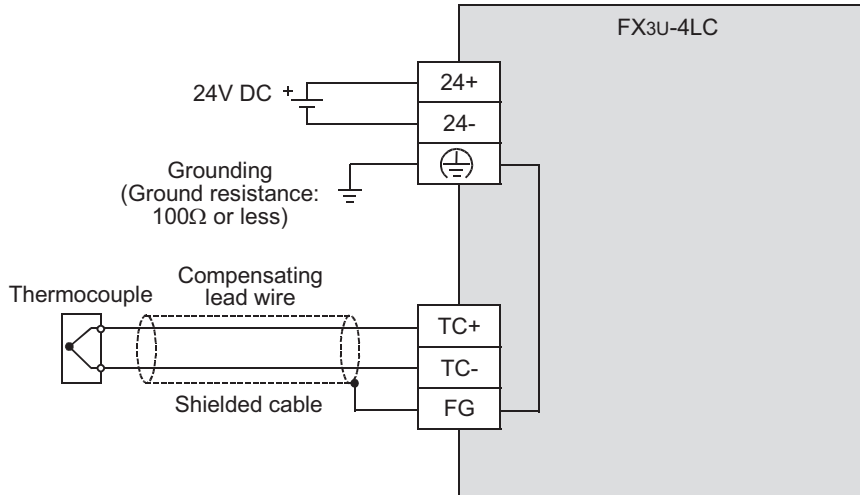 FX3U-4LC
24V DC
+
24+
24-
Grounding
(Ground resistance:
100Ω or less)
Compensating
lead wire
Thermocouple
TC+
TC-
Shielded cable
FG